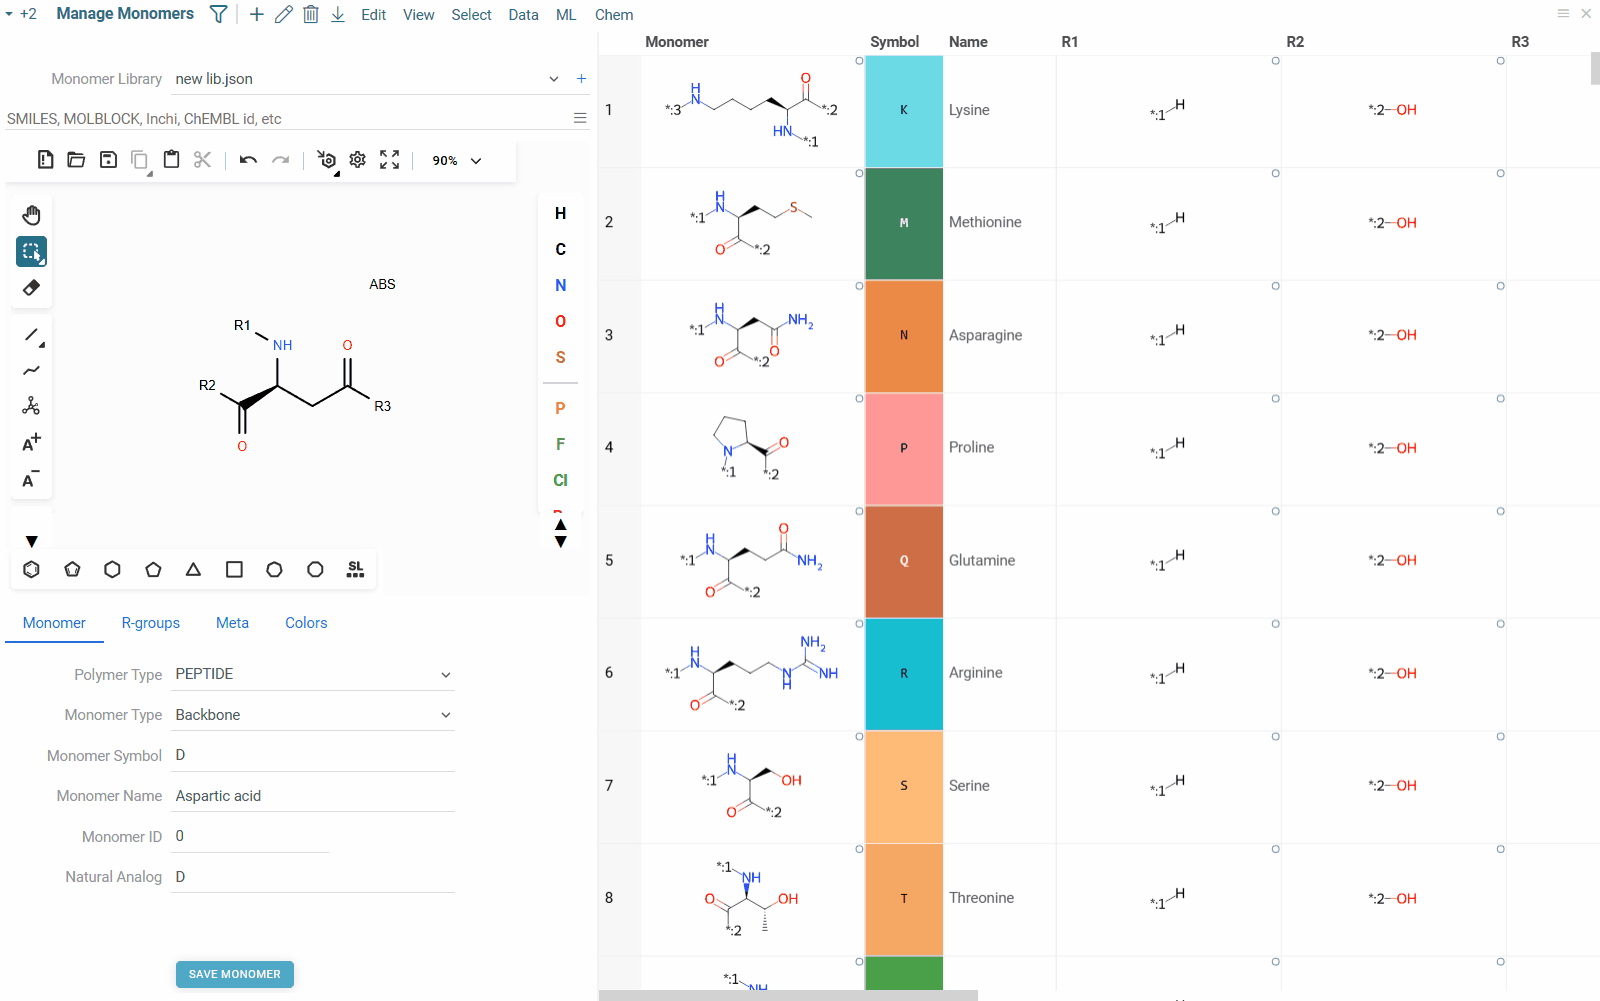 +2 Manage Monomers Edit View Select Data ML Chem
Monomer Library new lib.json +
SMILES, MOLBLOCK, Inchi, ChEMBL id, etc
90%
ABS
R1
NH
O
R2
R3
O
H
C
N
O
S
P
F
Cl
SL
Monomer R-groups Meta Colors
Polymer Type PEPTIDE
Monomer Type Backbone
Monomer Symbol D
Monomer Name Aspartic acid
Monomer ID 0
Natural Analog D
SAVE MONOMER
Monomer Symbol Name R1 R2 R3
1 *:3 H N O *:2 HN *:1 K Lysine *:1 H *:2 OH
2 *:1 H N S O *:2 M Methionine *:1 H *:2 OH
3 *:1 H N NH2 O O *:2 N Asparagine *:1 H *:2 OH
4 N O *:1 *:2 P Proline *:1 H *:2 OH
5 *:1 H N O NH2 O *:2 Q Glutamine *:1 H *:2 OH
6 *:1 H N NH2 N H NH O *:2 R Arginine *:1 H *:2 OH
7 *:1 H N OH O *:2 S Serine *:1 H *:2 OH
8 *:1 NH O OH *:2 T Threonine *:1 H *:2 OH
*:1 NH